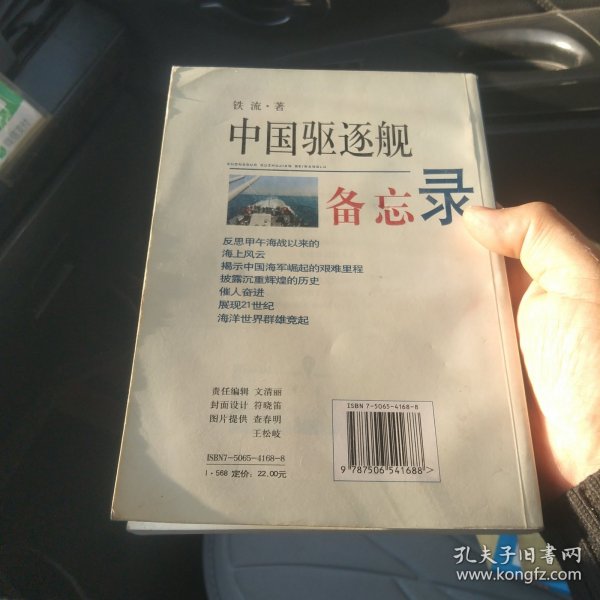 铁 流·著
中国驱逐舰
ZHONGGUO QUZHUJIAN BEIWANGLU
备忘录
反思甲午海战以来的
海上风云
揭示中国海军崛起的艰难里程
披露沉重辉煌的历史
催人奋进
展现21世纪
海洋世界群雄竞起
责任编辑 文清丽
封面设计 符晓笛
图片提供 查春明
王松岐
ISBN7-5065-4168-8
I·568 定价：22.00元
ISBN 7-5065-4168-8
9 787506 541688 >
孔夫子旧书网
www.kongfz.com